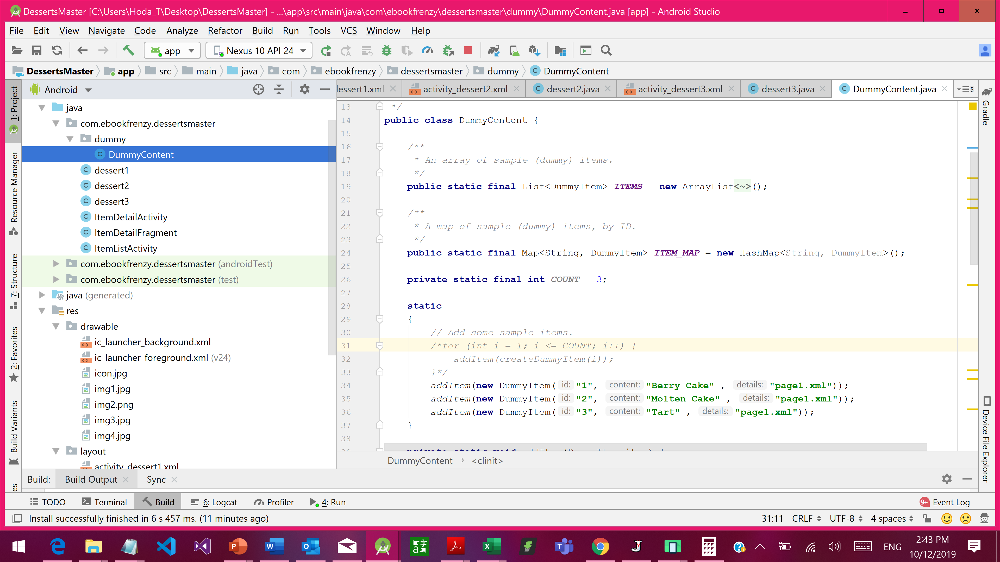 DessertsMaster [C:\Users\Hoda_T\Desktop\DessertsMaster] - ...\app\src\main\java\com\ebookfrenzy\dessertsmaster\dummy\DummyContent.java [app] - Android Studio
File Edit View Navigate Code Analyze Refactor Build Run Tools VCS Window Help
app Nexus 10 API 24
DessertsMaster app src main java com ebookfrenzy dessertsmaster dummy DummyContent
1: Project
Resource Manager
7: Structure
2: Favorites
Build Variants
Android
java
com.ebookfrenzy.dessertsmaster
dummy
DummyContent
dessert1
dessert2
dessert3
ItemDetailActivity
ItemDetailFragment
ItemListActivity
com.ebookfrenzy.dessertsmaster (androidTest)
com.ebookfrenzy.dessertsmaster (test)
java (generated)
res
drawable
ic_launcher_background.xml
ic_launcher_foreground.xml (v24)
icon.jpg
img1.jpg
img2.png
img3.jpg
img4.jpg
layout
activity_dessert1.xml
lessert1.xml activity_dessert2.xml dessert2.java activity_dessert3.xml dessert3.java DummyContent.java 5
13 */
14 public class DummyContent {
15
16 /**
17 * An array of sample (dummy) items.
18 */
19 public static final List<DummyItem> ITEMS = new ArrayList<~>();
20
21 /**
22 * A map of sample (dummy) items, by ID.
23 */
24 public static final Map<String, DummyItem> ITEM_MAP = new HashMap<String, DummyItem>();
25
26 private static final int COUNT = 3;
27
28 static
29 {
30 // Add some sample items.
31 /*for (int i = 1; i <= COUNT; i++) {
32 addItem(createDummyItem(i));
33 }*/
34 addItem(new DummyItem( id: "1", content: "Berry Cake" , details: "page1.xml"));
35 addItem(new DummyItem( id: "2", content: "Molten Cake" , details: "page1.xml"));
36 addItem(new DummyItem( id: "3", content: "Tart" , details: "page1.xml"));
37 }
38
DummyContent > <clinit>
Gradle
Device File Explorer
Build: Build Output Sync
TODO Terminal Build 6: Logcat Profiler 4: Run 9+ Event Log
Install successfully finished in 6 s 457 ms. (11 minutes ago) 31:11 CRLF UTF-8 4 spaces
ENG 2:43 PM
10/12/2019